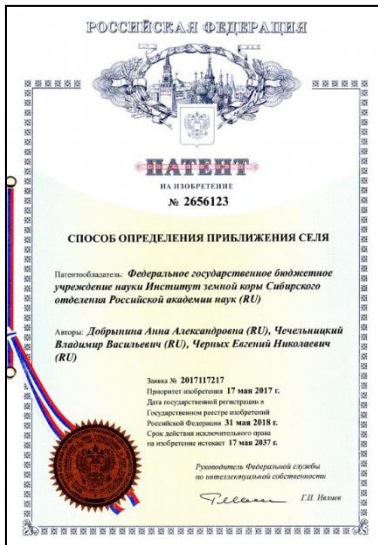 РОССИЙСКАЯ ФЕДЕРАЦИЯ
ПАТЕНТ
НА ИЗОБРЕТЕНИЕ
№ 2656123
СПОСОБ ОПРЕДЕЛЕНИЯ ПРИБЛИЖЕНИЯ СЕЛЯ
Патентообладатель: Федеральное государственное бюджетное
учреждение науки Институт земной коры Сибирского
отделения Российской академии наук (RU)
Авторы: Добрынина Анна Александровна (RU), Чечельницкий
Владимир Васильевич (RU), Черных Евгений Николаевич
(RU)
Заявка № 2017117217
Приоритет изобретения 17 мая 2017 г.
Дата государственной регистрации в
Государственном реестре изобретений
Российской Федерации 31 мая 2018 г.
Срок действия исключительного права
на изобретение истекает 17 мая 2037 г.
Руководитель Федеральной службы
по интеллектуальной собственности
Г.П. Ивлиев